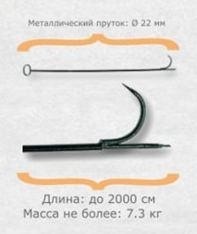 Металлический пруток: Ø 22 мм
Длина: до 2000 см
Масса не более: 7.3 кг